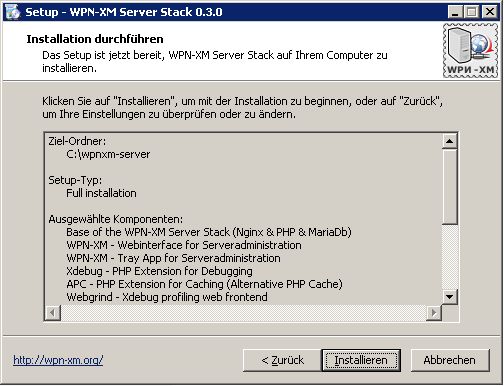 Setup - WPN-XM Server Stack 0.3.0
Installation durchführen
Das Setup ist jetzt bereit, WPN-XM Server Stack auf Ihrem Computer zu
installieren.
WPN-XM
Klicken Sie auf "Installieren", um mit der Installation zu beginnen, oder auf "Zurück",
um Ihre Einstellungen zu überprüfen oder zu ändern.
Ziel-Ordner:
C:\wpnxm-server
Setup-Typ:
Full installation
Ausgewählte Komponenten:
Base of the WPN-XM Server Stack (Nginx & PHP & MariaDb)
WPN-XM - Webinterface for Serveradministration
WPN-XM - Tray App for Serveradministration
Xdebug - PHP Extension for Debugging
APC - PHP Extension for Caching (Alternative PHP Cache)
Webgrind - Xdebug profiling web frontend
http://wpn-xm.org/
< Zurück
Installieren
Abbrechen